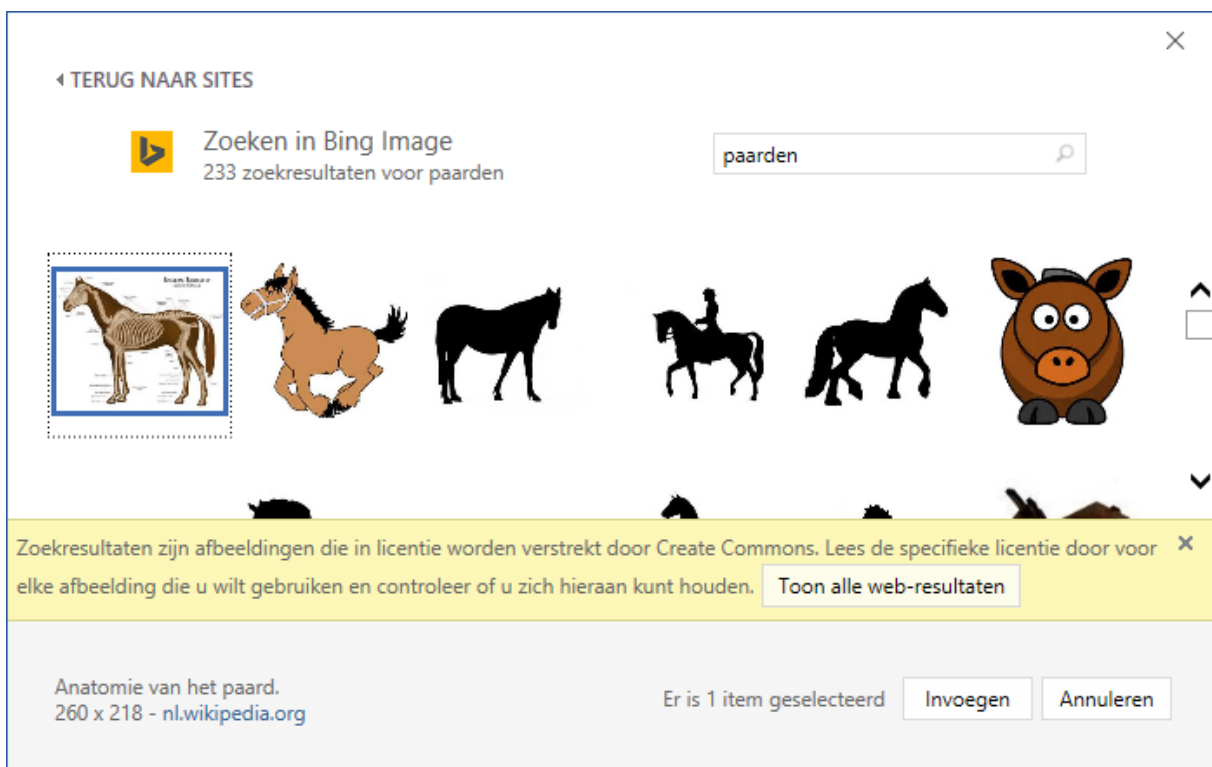 TERUG NAAR SITES
Zoeken in Bing Image
233 zoekresultaten voor paarden
paarden
Zoekresultaten zijn afbeeldingen die in licentie worden verstrekt door Create Commons. Lees de specifieke licentie door voor
elke afbeelding die u wilt gebruiken en controleer of u zich hieraan kunt houden. Toon alle web-resultaten
Anatomie van het paard.
260 x 218 - nl.wikipedia.org
Er is 1 item geselecteerd Invoegen Annuleren